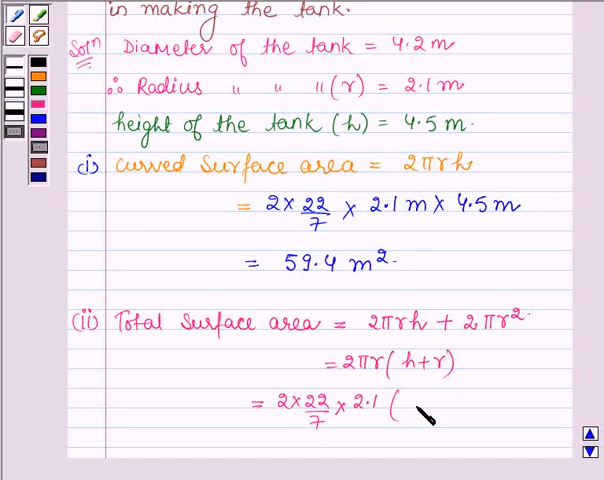 in making the tank.
Solⁿ Diameter of the tank = 4.2m
∴ Radius " " " (r) = 2.1 m
height of the tank (h) = 4.5 m.
(i) Curved Surface area = 2πrh
= 2 × 22/7 × 2.1 m × 4.5 m
= 59.4 m².
(ii) Total Surface area = 2πrh + 2πr².
= 2πr (h+r)
= 2 × 22/7 × 2.1 (